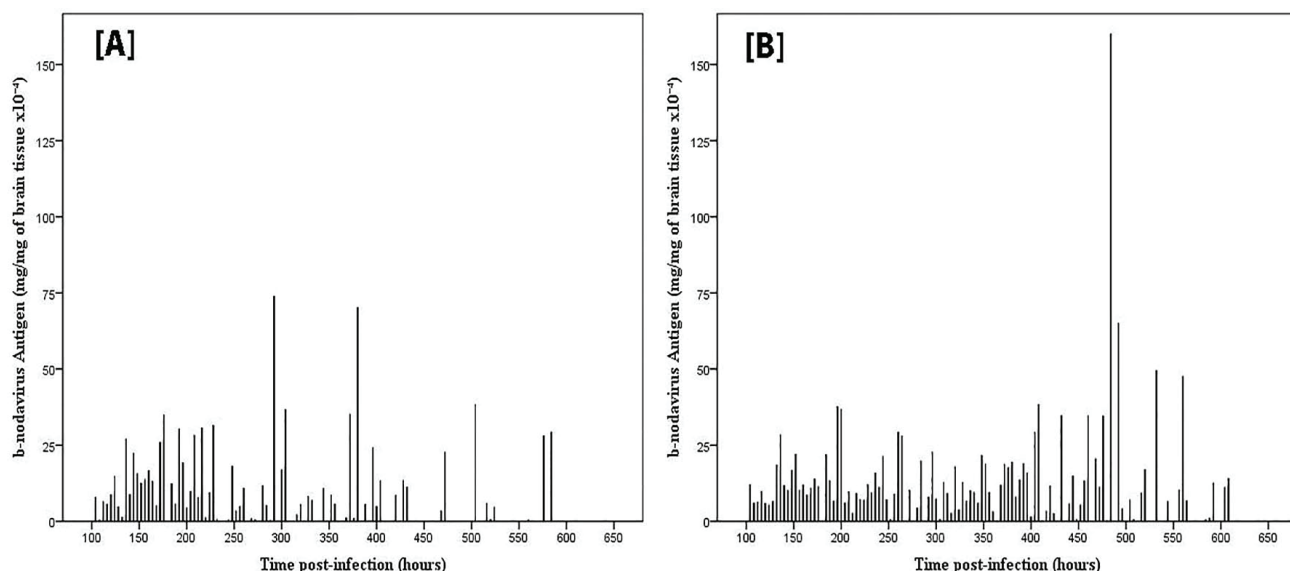 [A]
b-nodavirus Antigen (mg/mg of brain tissue x10⁻⁴)
150
125
100
75
50
25
0
100 150 200 250 300 350 400 450 500 550 600 650
Time post-infection (hours)
[B]
b-nodavirus Antigen (mg/mg of brain tissue x10⁻⁴)
150
125
100
75
50
25
0
100 150 200 250 300 350 400 450 500 550 600 650
Time post-infection (hours)